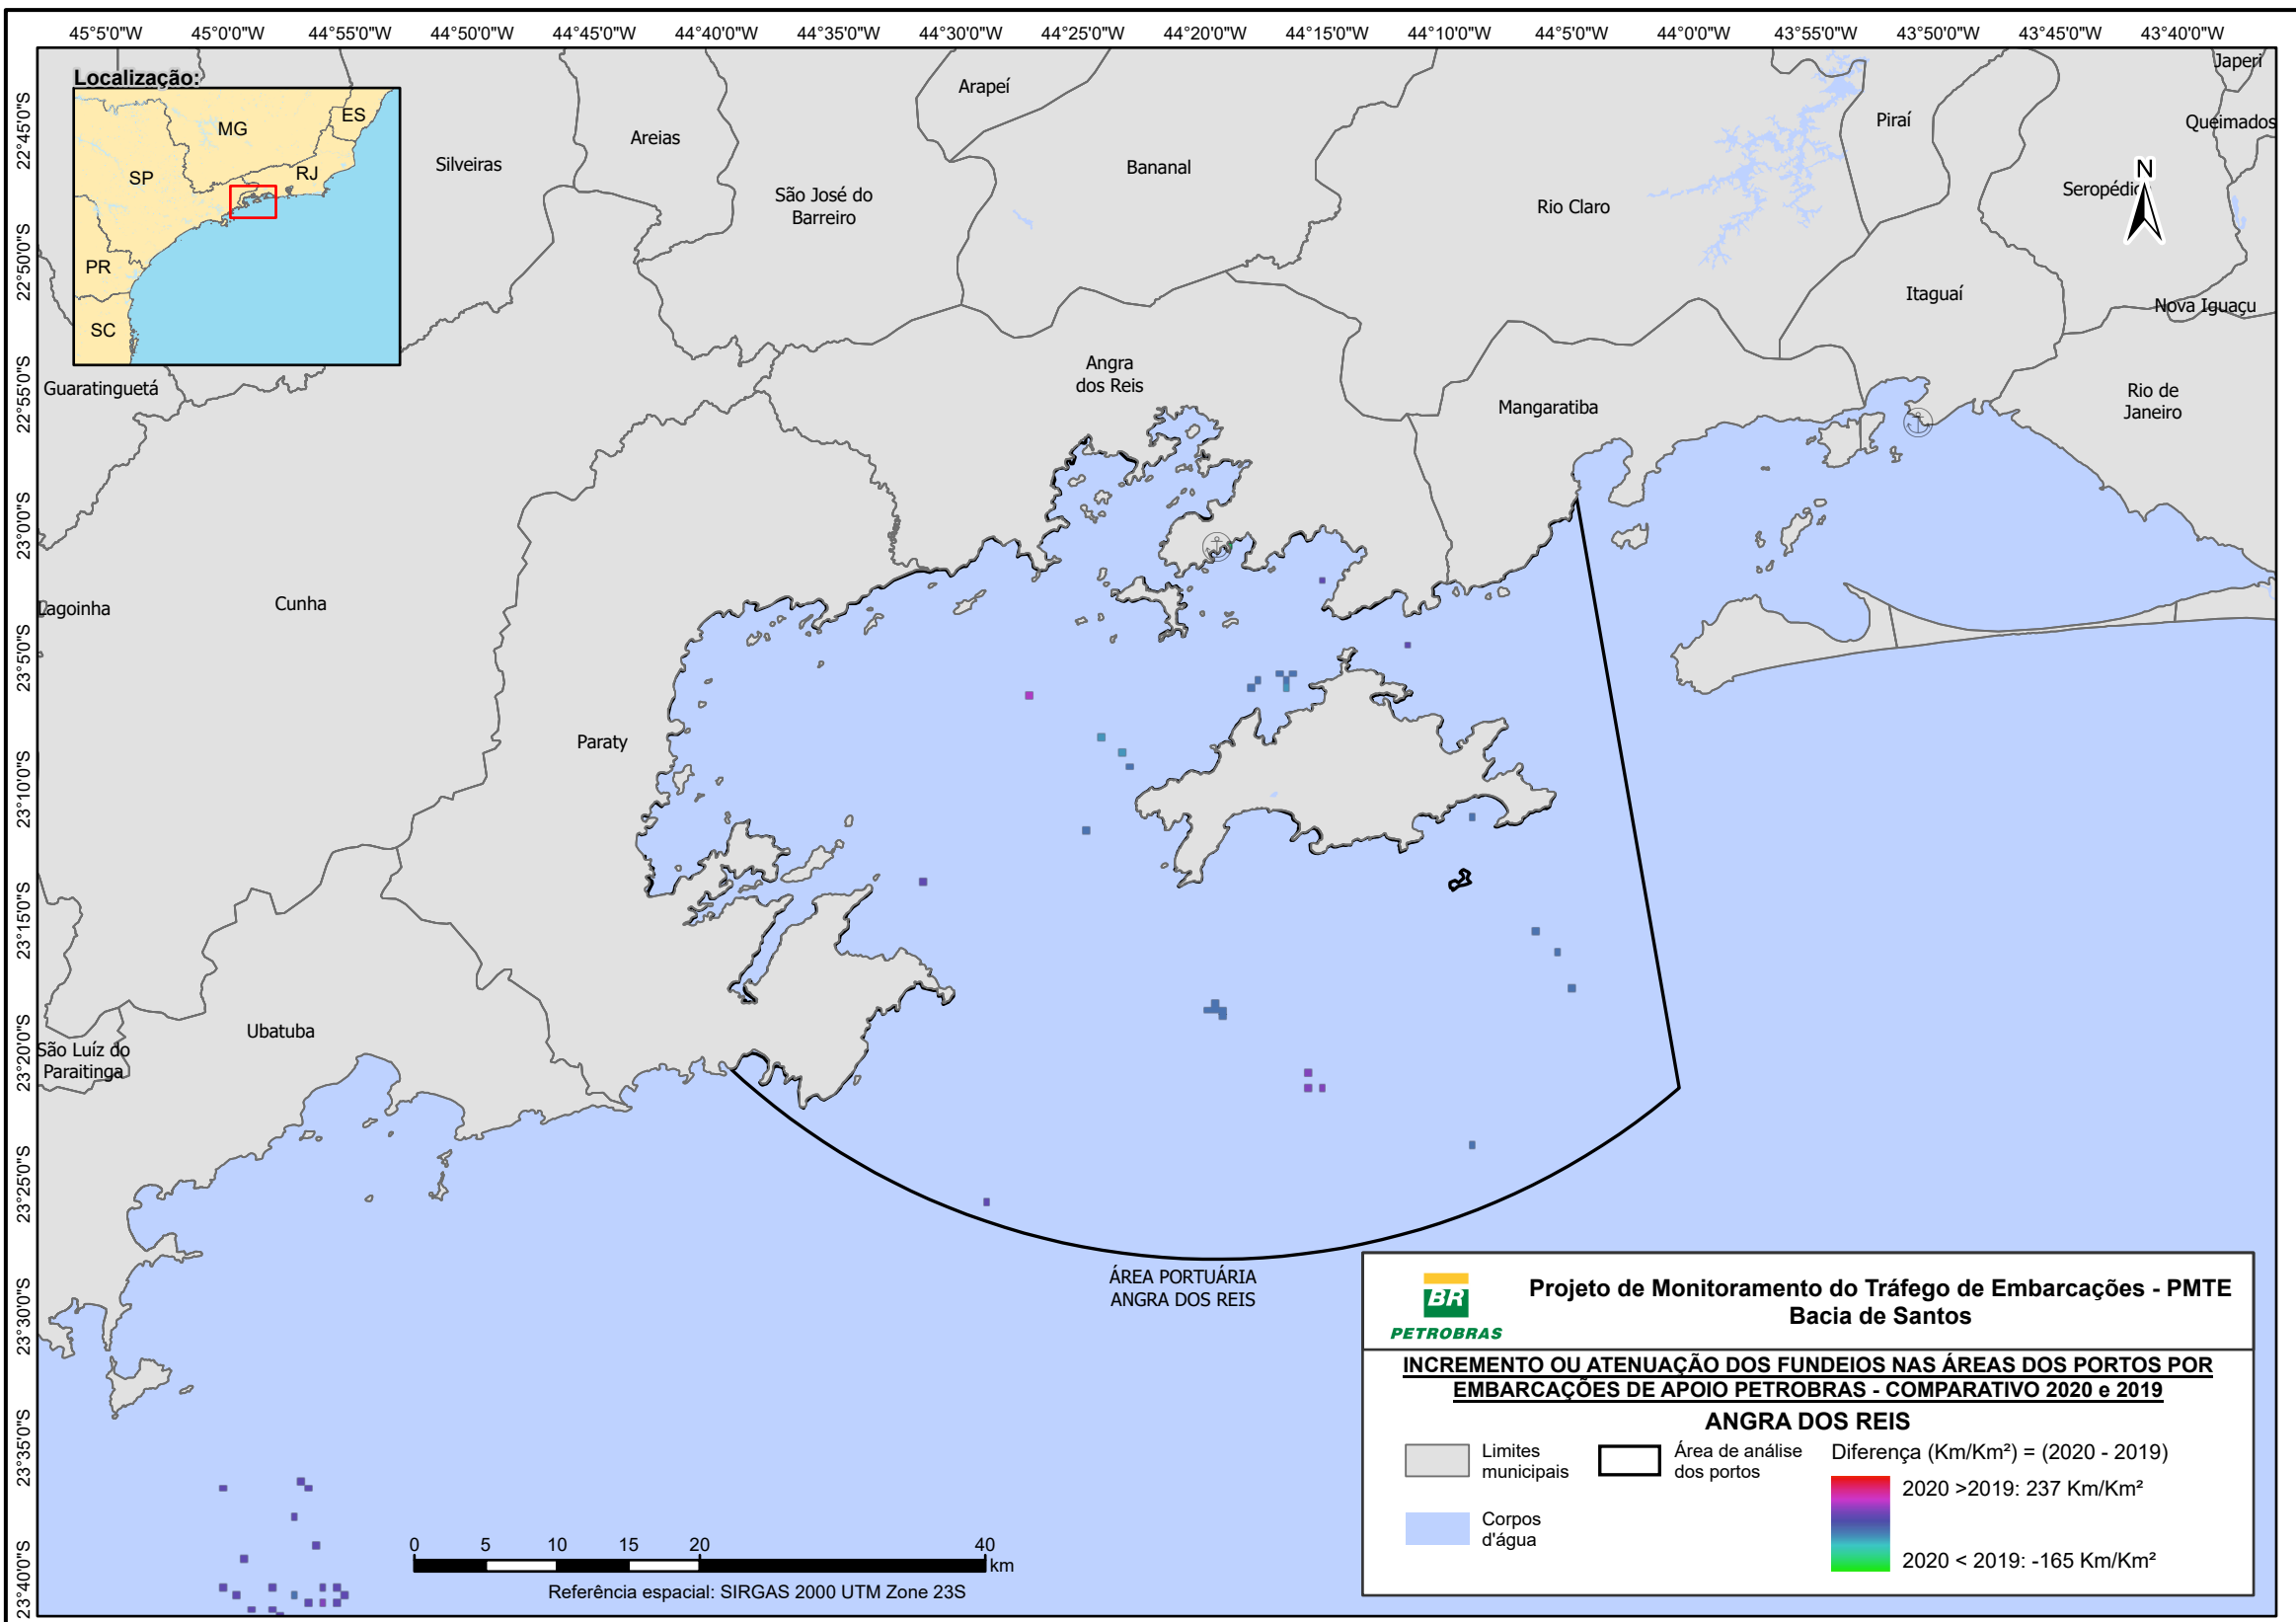 45°5'0"W 45°0'0"W 44°55'0"W 44°50'0"W 44°45'0"W 44°40'0"W 44°35'0"W 44°30'0"W 44°25'0"W 44°20'0"W 44°15'0"W 44°10'0"W 44°5'0"W 44°0'0"W 43°55'0"W 43°50'0"W 43°45'0"W 43°40'0"W
22°45'0"S
22°50'0"S
22°55'0"S
23°0'0"S
23°5'0"S
23°10'0"S
23°15'0"S
23°20'0"S
23°25'0"S
23°30'0"S
23°35'0"S
23°40'0"S
Localização:
MG
ES
SP
RJ
PR
SC
Japeri
Arapeí
Queimados
Piraí
Areias
Silveiras
Bananal
Seropédica
São José do
Barreiro
Rio Claro
Itaguaí
Nova Iguaçu
N
Angra
dos Reis
Guaratinguetá
Mangaratiba
Rio de
Janeiro
Lagoinha
Cunha
Paraty
Ubatuba
São Luíz do
Paraitinga
ÁREA PORTUÁRIA
ANGRA DOS REIS
0 5 10 15 20 40
km
Referência espacial: SIRGAS 2000 UTM Zone 23S
BR
PETROBRAS
Projeto de Monitoramento do Tráfego de Embarcações - PMTE
Bacia de Santos
INCREMENTO OU ATENUAÇÃO DOS FUNDEIOS NAS ÁREAS DOS PORTOS POR
EMBARCAÇÕES DE APOIO PETROBRAS - COMPARATIVO 2020 e 2019
ANGRA DOS REIS
Limites
municipais
Área de análise
dos portos
Corpos
d'água
Diferença (Km/Km²) = (2020 - 2019)
2020 >2019: 237 Km/Km²
2020 < 2019: -165 Km/Km²